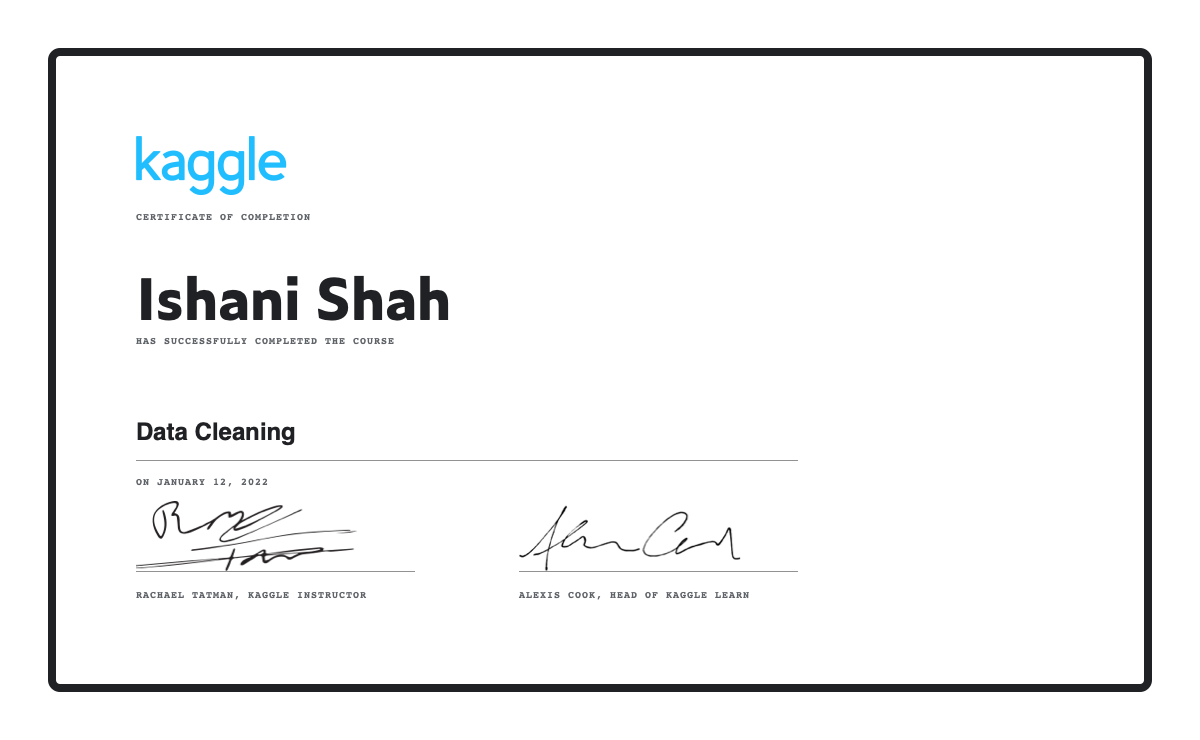 kaggle
CERTIFICATE OF COMPLETION
Ishani Shah
HAS SUCCESSFULLY COMPLETED THE COURSE
Data Cleaning
ON JANUARY 12, 2022
RACHAEL TATMAN, KAGGLE INSTRUCTOR
ALEXIS COOK, HEAD OF KAGGLE LEARN